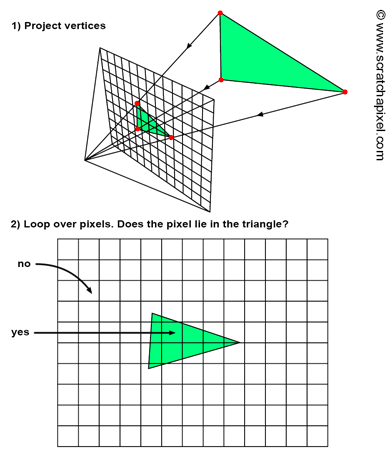 1) Project vertices
© www.scratchapixel.com
2) Loop over pixels. Does the pixel lie in the triangle?
no
yes